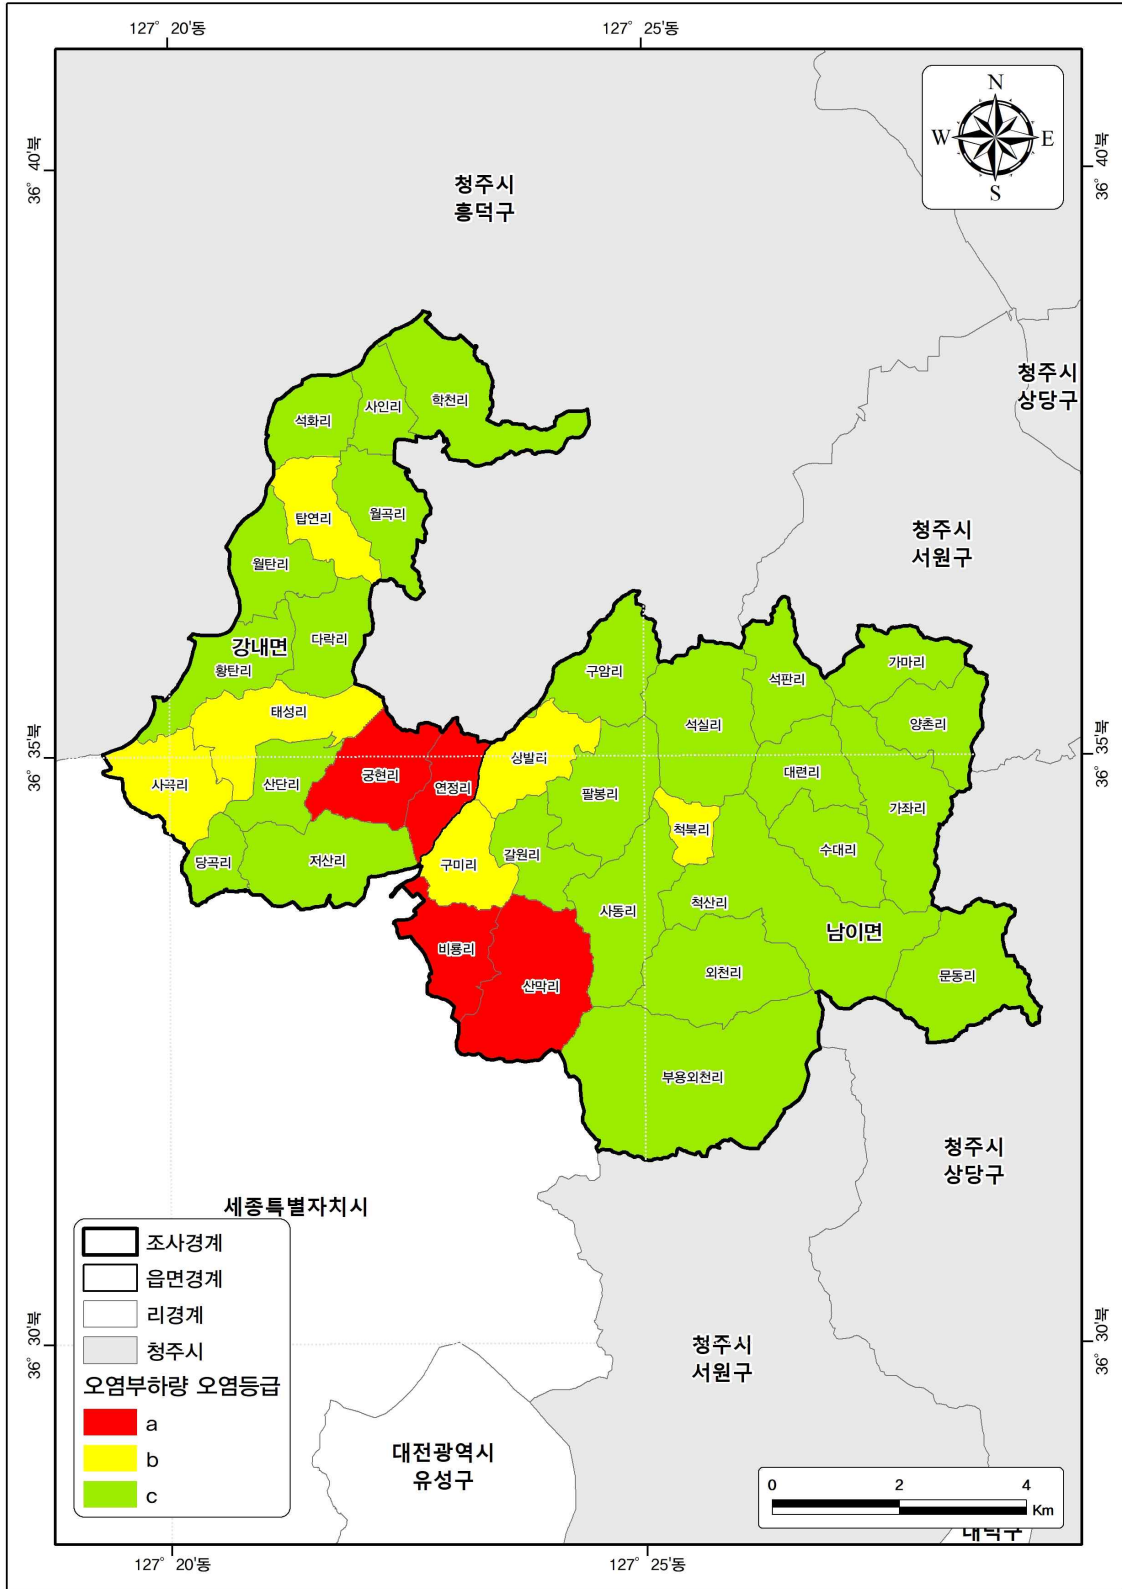 127° 20'동
127° 25'동
36° 40'북
36° 40'북
N
W
E
S
청주시
흥덕구
청주시
상당구
학천리
사인리
석화리
탑연리
월곡리
청주시
서원구
월탄리
다락리
강내면
황탄리
구암리
가마리
석판리
태성리
석실리
양촌리
36° 35'북
36° 35'북
상발리
궁현리
연정리
사곡리
산단리
대련리
팔봉리
가좌리
척북리
수대리
갈원리
구미리
당곡리
저산리
척산리
사동리
남이면
비룡리
외천리
문동리
산막리
부용외천리
청주시
상당구
세종특별자치시
조사경계
읍면경계
리경계
청주시
오염부하량 오염등급
a
b
c
36° 30'북
36° 30'북
청주시
서원구
대전광역시
유성구
0 2 4
Km
대덕구
127° 20'동
127° 25'동